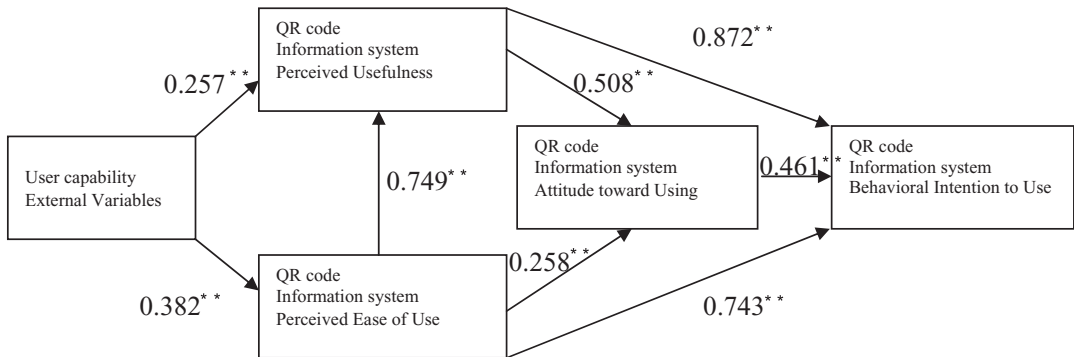 QR code
Information system
Perceived Usefulness
0.872**
0.257**
0.508**
User capability
External Variables
0.749**
QR code
Information system
Attitude toward Using
0.461**
QR code
Information system
Behavioral Intention to Use
QR code
Information system
Perceived Ease of Use
0.382**
0.258**
0.743**